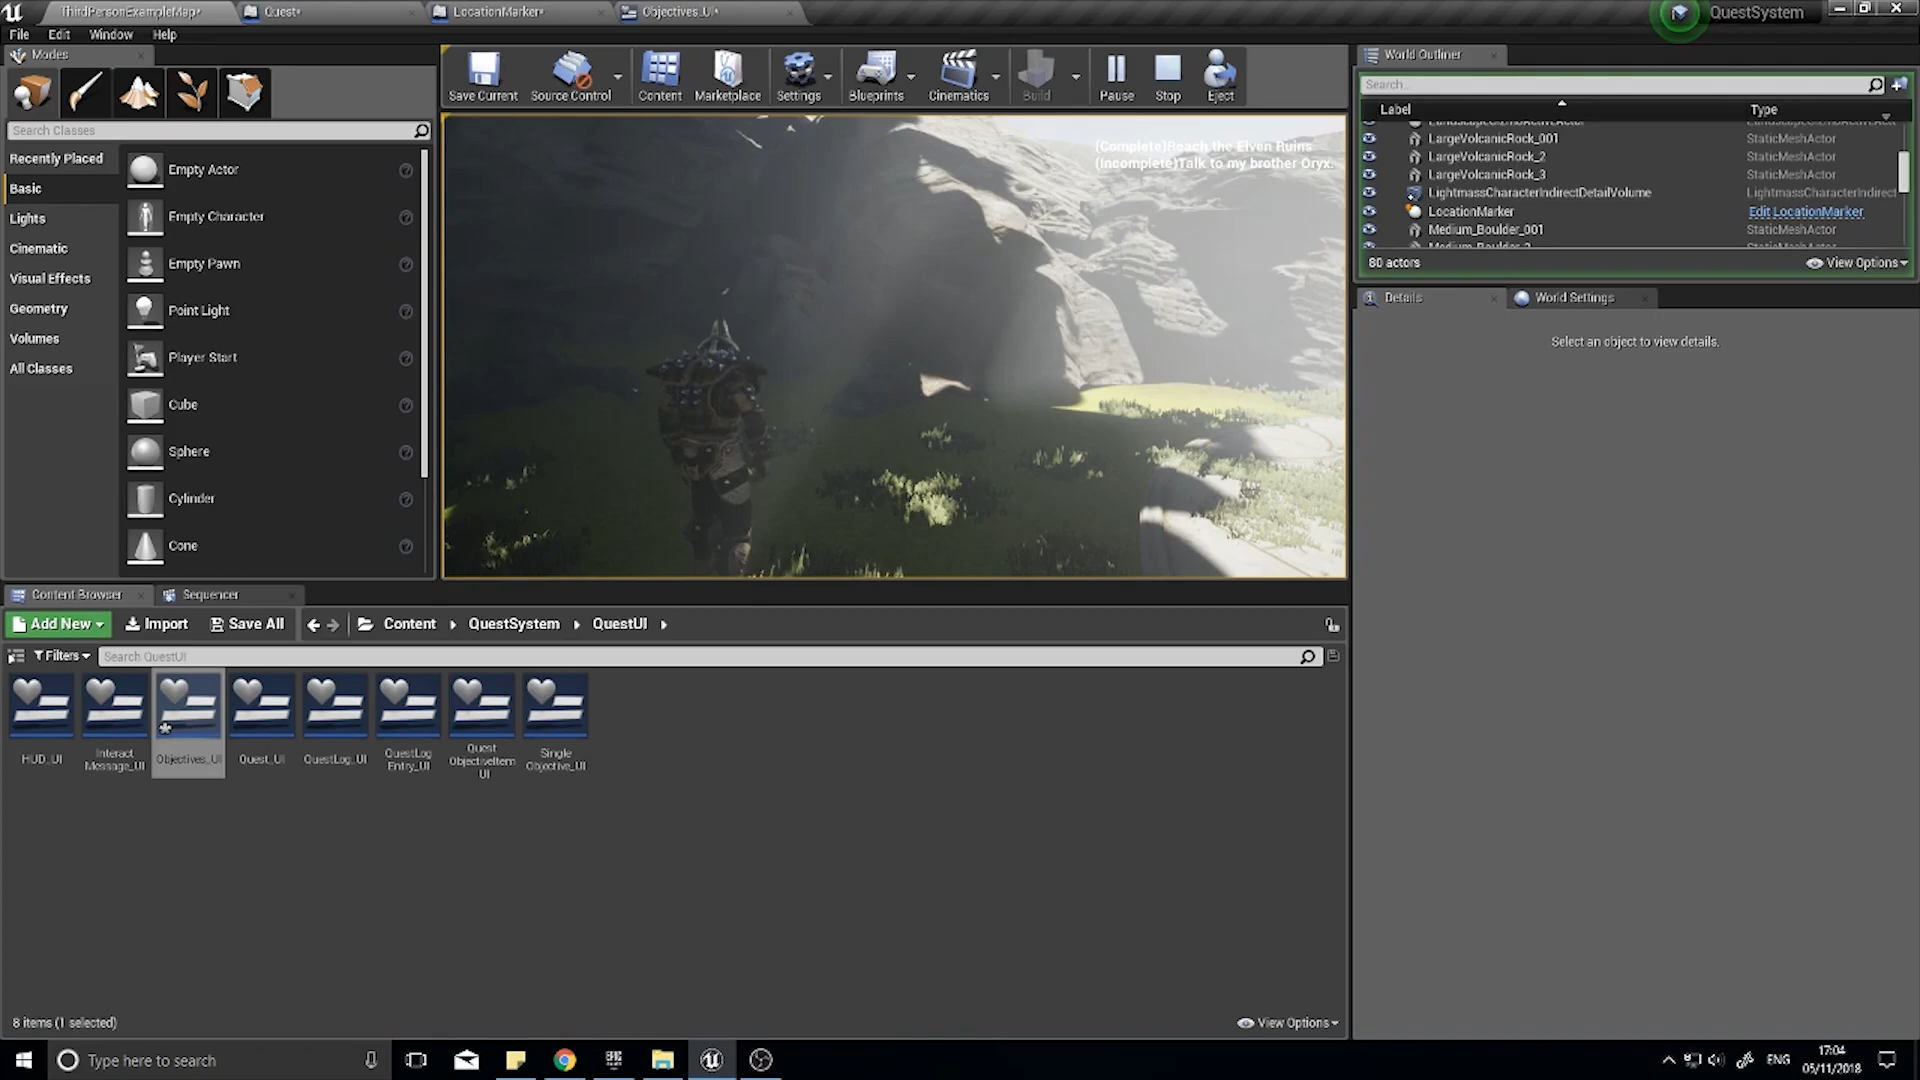 ThirdPersonExampleMap*
Quest*
LocationMarker*
Objectives_UI*
QuestSystem
File Edit Window Help
Modes
Search Classes
Recently Placed
Basic
Lights
Cinematic
Visual Effects
Geometry
Volumes
All Classes
Empty Actor
Empty Character
Empty Pawn
Point Light
Player Start
Cube
Sphere
Cylinder
Cone
Save Current
Source Control
Content
Marketplace
Settings
Blueprints
Cinematics
Build
Pause
Stop
Eject
(Complete)Reach the Elven Ruins
(Incomplete)Talk to my brother Oryx.
World Outliner
Search...
Label Type
LargeVolcanicRock_001 StaticMeshActor
LargeVolcanicRock_2 StaticMeshActor
LargeVolcanicRock_3 StaticMeshActor
LightmassCharacterIndirectDetailVolume LightmassCharacterIndirect
LocationMarker Edit LocationMarker
Medium_Boulder_001 StaticMeshActor
80 actors
View Options
Details
World Settings
Select an object to view details.
Content Browser
Sequencer
Add New
Import
Save All
Content
QuestSystem
QuestUI
Filters
Search QuestUI
HUD_UI
Interact
Message_UI
Objectives_UI
Quest_UI
QuestLog_UI
QuestLog
Entry_UI
Quest
ObjectiveItem
UI
Single
Objective_UI
8 items (1 selected)
View Options
Type here to search
EPIC
ENG
17:04
05/11/2018